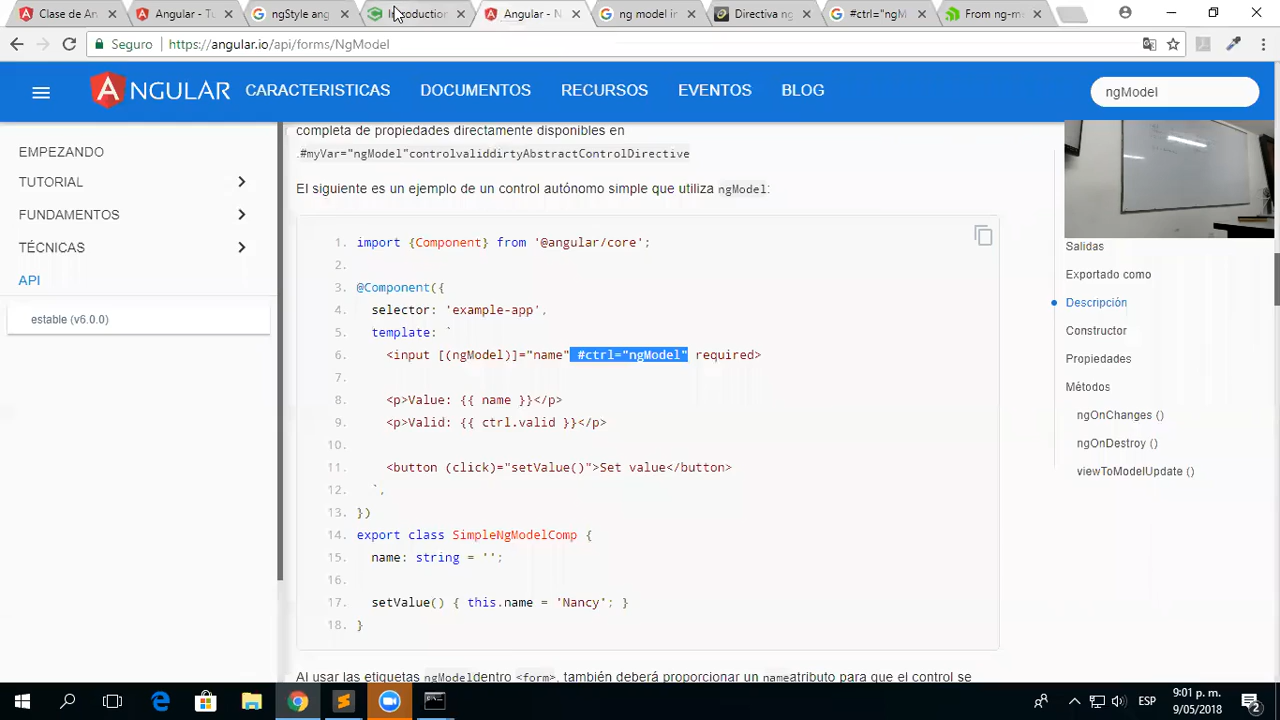 Clase de An
Angular - Tu
ngStyle ang
Introduction
Angular - N
ng model in
Directiva ng
#ctrl="ngM
From ng-m
Seguro https://angular.io/api/forms/NgModel
ANGULAR CARACTERISTICAS DOCUMENTOS RECURSOS EVENTOS BLOG ngModel
EMPEZANDO
TUTORIAL
FUNDAMENTOS
TÉCNICAS
API
estable (v6.0.0)
completa de propiedades directamente disponibles en
.#myVar="ngModel"controlvaliddirtyAbstractControlDirective
El siguiente es un ejemplo de un control autónomo simple que utiliza ngModel:
1. import {Component} from '@angular/core';
2.
3. @Component({
4. selector: 'example-app',
5. template: `
6. <input [(ngModel)]="name" #ctrl="ngModel" required>
7.
8. <p>Value: {{ name }}</p>
9. <p>Valid: {{ ctrl.valid }}</p>
10.
11. <button (click)="setValue()">Set value</button>
12. `,
13. })
14. export class SimpleNgModelComp {
15. name: string = '';
16.
17. setValue() { this.name = 'Nancy'; }
18. }
Al usar las etiquetas ngModeldentro <form>, también deberá proporcionar un nameatributo para que el control se
Salidas
Exportado como
Descripción
Constructor
Propiedades
Métodos
ngOnChanges ()
ngOnDestroy ()
viewToModelUpdate ()
ESP
9:01 p. m.
9/05/2018
2